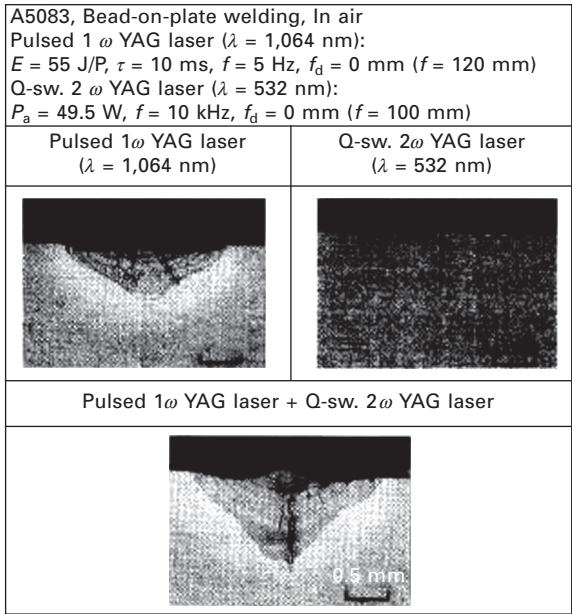 A5083, Bead-on-plate welding, In air
Pulsed 1 ω YAG laser (λ = 1,064 nm):
E = 55 J/P, τ = 10 ms, f = 5 Hz, fd = 0 mm (f = 120 mm)
Q-sw. 2 ω YAG laser (λ = 532 nm):
Pa = 49.5 W, f = 10 kHz, fd = 0 mm (f = 100 mm)
Pulsed 1ω YAG laser
(λ = 1,064 nm)
Q-sw. 2ω YAG laser
(λ = 532 nm)
Pulsed 1ω YAG laser + Q-sw. 2ω YAG laser
0.5 mm